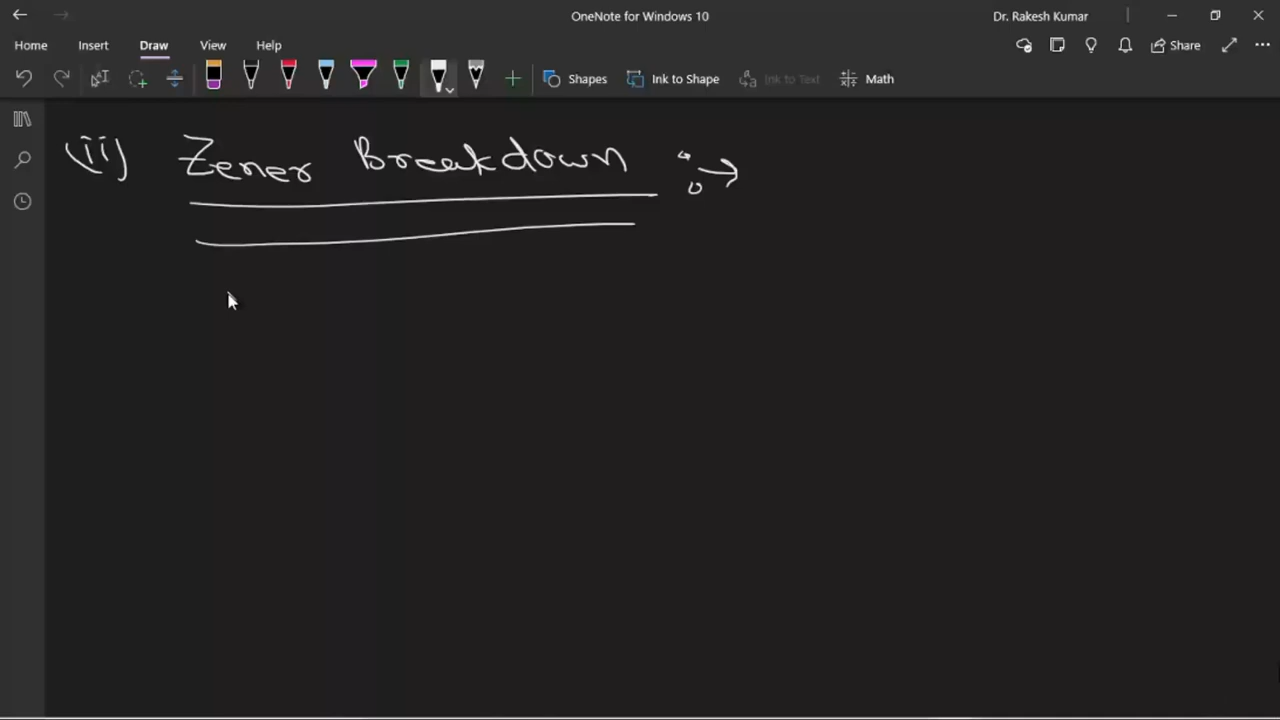 OneNote for Windows 10
Dr. Rakesh Kumar
Home Insert Draw View Help
Share
Shapes Ink to Shape Ink to Text Math
(ii) Zener Breakdown :→